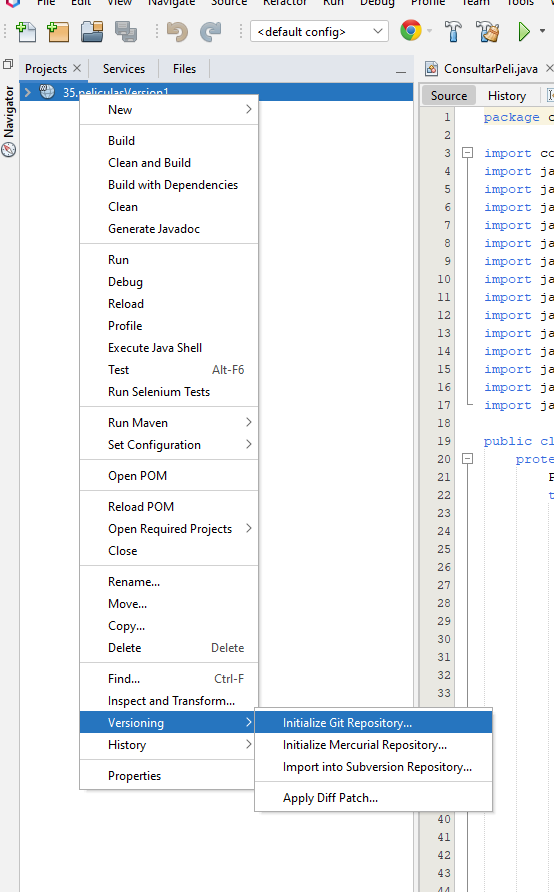 File Edit View Navigate Source Refactor Run Debug Profile Team Tools
<default config>
Projects Services Files
ConsultarPeli.java
Navigator
35.peliculasVersion1
Source History
New
Build
Clean and Build
Build with Dependencies
Clean
Generate Javadoc
Run
Debug
Reload
Profile
Execute Java Shell
Test Alt-F6
Run Selenium Tests
Run Maven
Set Configuration
Open POM
Reload POM
Open Required Projects
Close
Rename...
Move...
Copy...
Delete Delete
Find... Ctrl-F
Inspect and Transform...
Versioning
History
Properties
Initialize Git Repository...
Initialize Mercurial Repository...
Import into Subversion Repository...
Apply Diff Patch...
1 package c
2
3 import co
4 import ja
5 import ja
6 import ja
7 import ja
8 import ja
9 import ja
10 import ja
11 import ja
12 import ja
13 import ja
14 import ja
15 import ja
16 import ja
17 import ja
18
19 public cl
20 prote
21
22 t
23
24
25
26
27
28
29
30
31
32
33
40
41
42
43
44